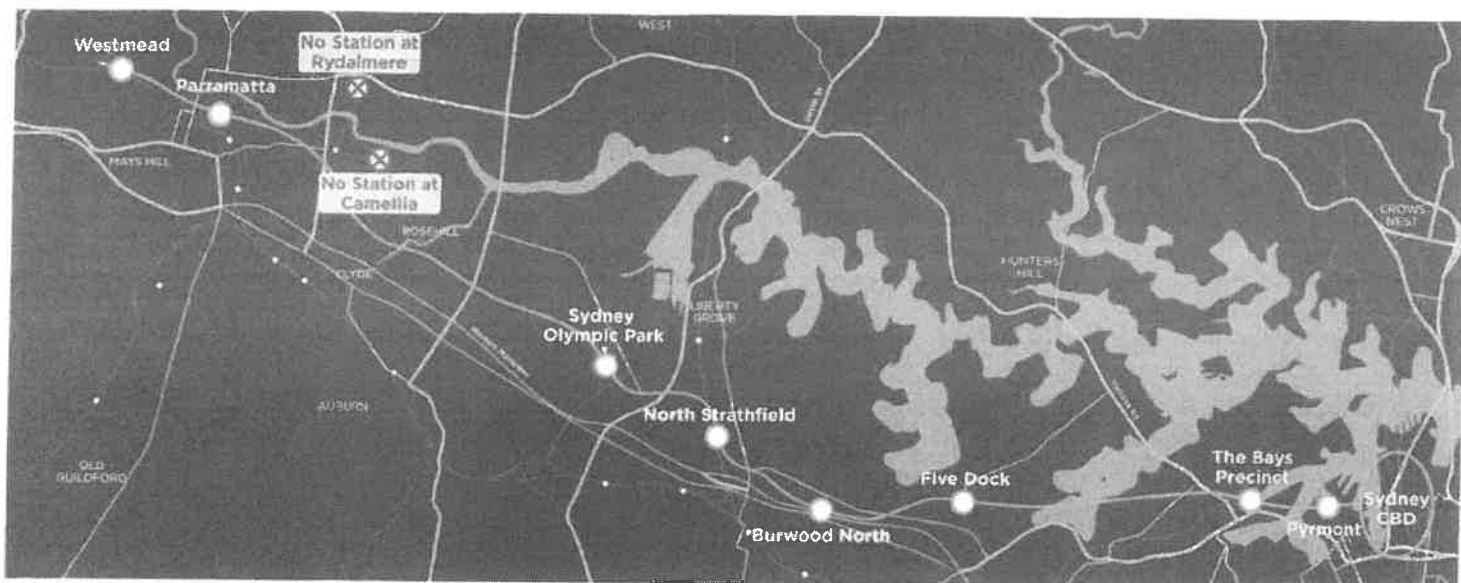 WEST
Westmead
No Station at
Rydalmere
Parramatta
MAYS HILL
No Station at
Camellia
ROSEHILL
CLYDE
CROWS
NEST
HUNTERS
HILL
LIBERTY
GROVE
Sydney
Olympic Park
AUBURN
North Strathfield
OLD
GUILDFORD
Five Dock
The Bays
Precinct
Sydney
CBD
Pyrmont
Burwood North